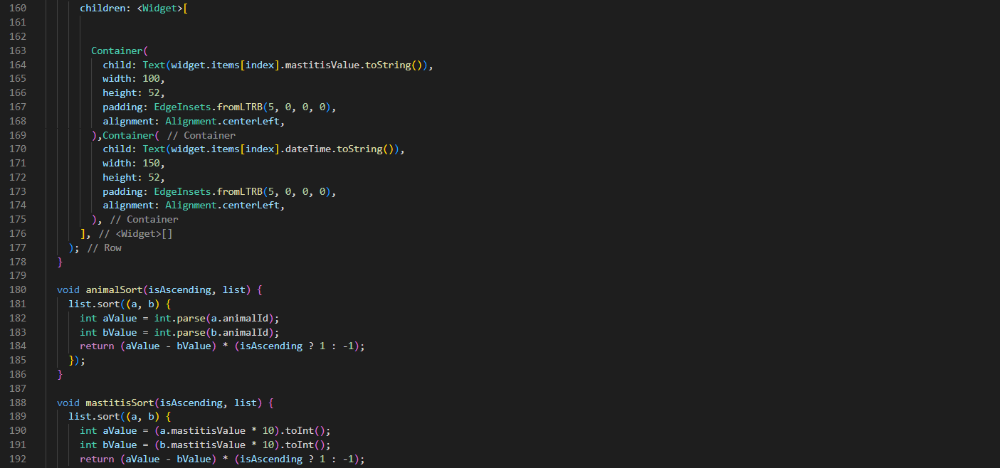 160 children: <Widget>[
161
162
163 Container(
164 child: Text(widget.items[index].mastitisValue.toString()),
165 width: 100,
166 height: 52,
167 padding: EdgeInsets.fromLTRB(5, 0, 0, 0),
168 alignment: Alignment.centerLeft,
169 ),Container( // Container
170 child: Text(widget.items[index].dateTime.toString()),
171 width: 150,
172 height: 52,
173 padding: EdgeInsets.fromLTRB(5, 0, 0, 0),
174 alignment: Alignment.centerLeft,
175 ), // Container
176 ], // <Widget>[]
177 ); // Row
178 }
179
180 void animalSort(isAscending, list) {
181 list.sort((a, b) {
182 int aValue = int.parse(a.animalId);
183 int bValue = int.parse(b.animalId);
184 return (aValue - bValue) * (isAscending ? 1 : -1);
185 });
186 }
187
188 void mastitisSort(isAscending, list) {
189 list.sort((a, b) {
190 int aValue = (a.mastitisValue * 10).toInt();
191 int bValue = (b.mastitisValue * 10).toInt();
192 return (aValue - bValue) * (isAscending ? 1 : -1);